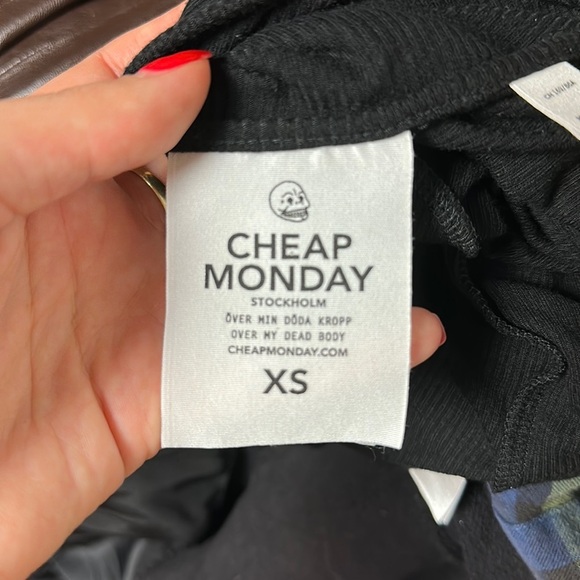 CHEAP
MONDAY
STOCKHOLM
ÖVER MIN DÖDA KROPP
OVER MY DEAD BODY
CHEAPMONDAY.COM
XS